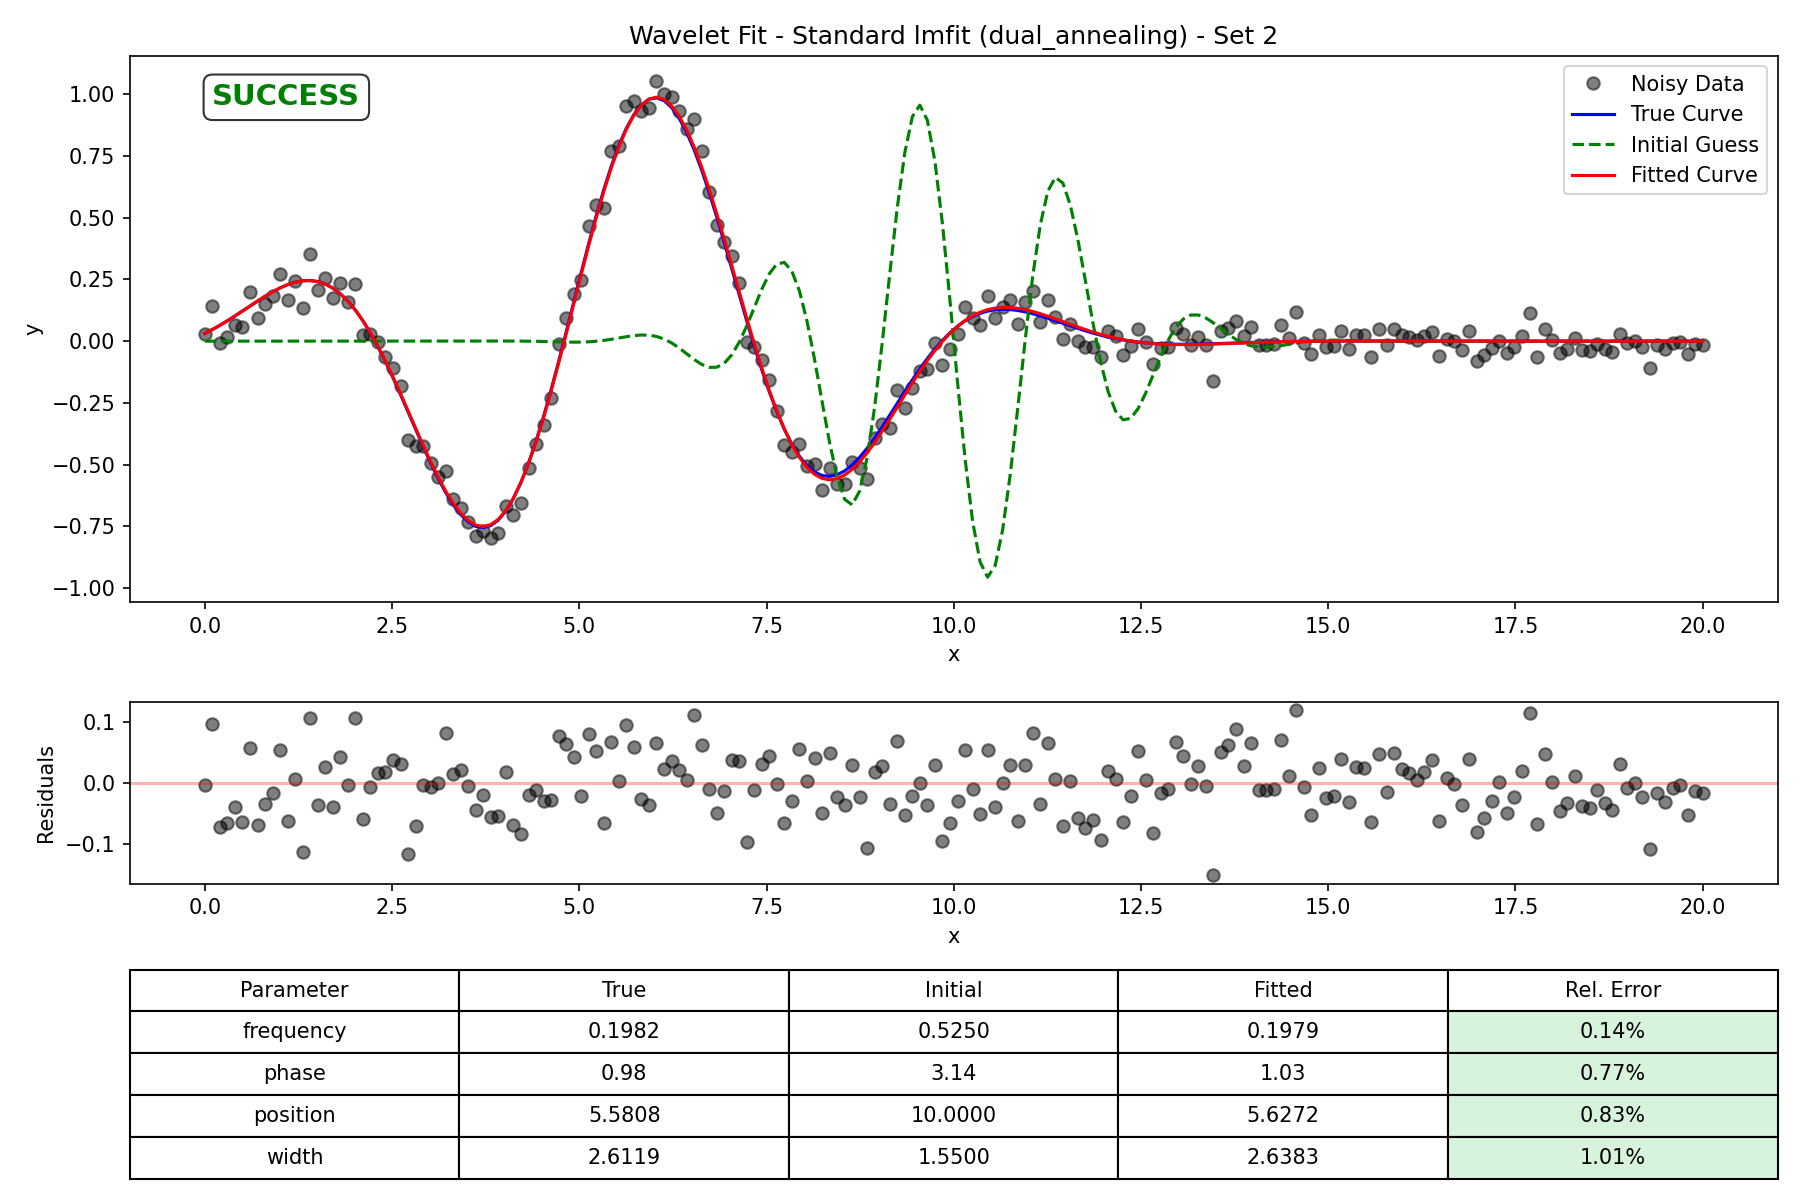 Wavelet Fit - Standard lmfit (dual_annealing) - Set 2
SUCCESS
Noisy Data
True Curve
Initial Guess
Fitted Curve
1.00
0.75
0.50
0.25
0.00
−0.25
−0.50
−0.75
−1.00
y
0.0 2.5 5.0 7.5 10.0 12.5 15.0 17.5 20.0
x
0.1
0.0
−0.1
Residuals
0.0 2.5 5.0 7.5 10.0 12.5 15.0 17.5 20.0
x
Parameter True Initial Fitted Rel. Error
frequency 0.1982 0.5250 0.1979 0.14%
phase 0.98 3.14 1.03 0.77%
position 5.5808 10.0000 5.6272 0.83%
width 2.6119 1.5500 2.6383 1.01%